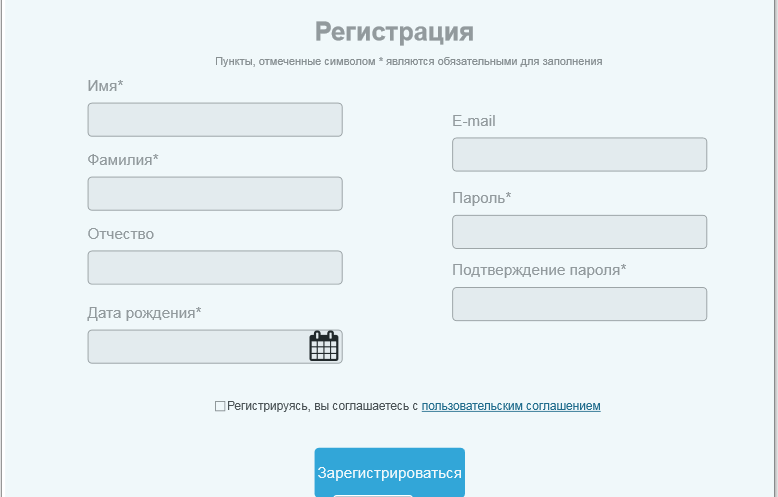 Регистрация
Пункты, отмеченные символом * являются обязательными для заполнения
Имя*
Фамилия*
Отчество
Дата рождения*
E-mail
Пароль*
Подтверждение пароля*
Регистрируясь, вы соглашаетесь с пользовательским соглашением
Зарегистрироваться